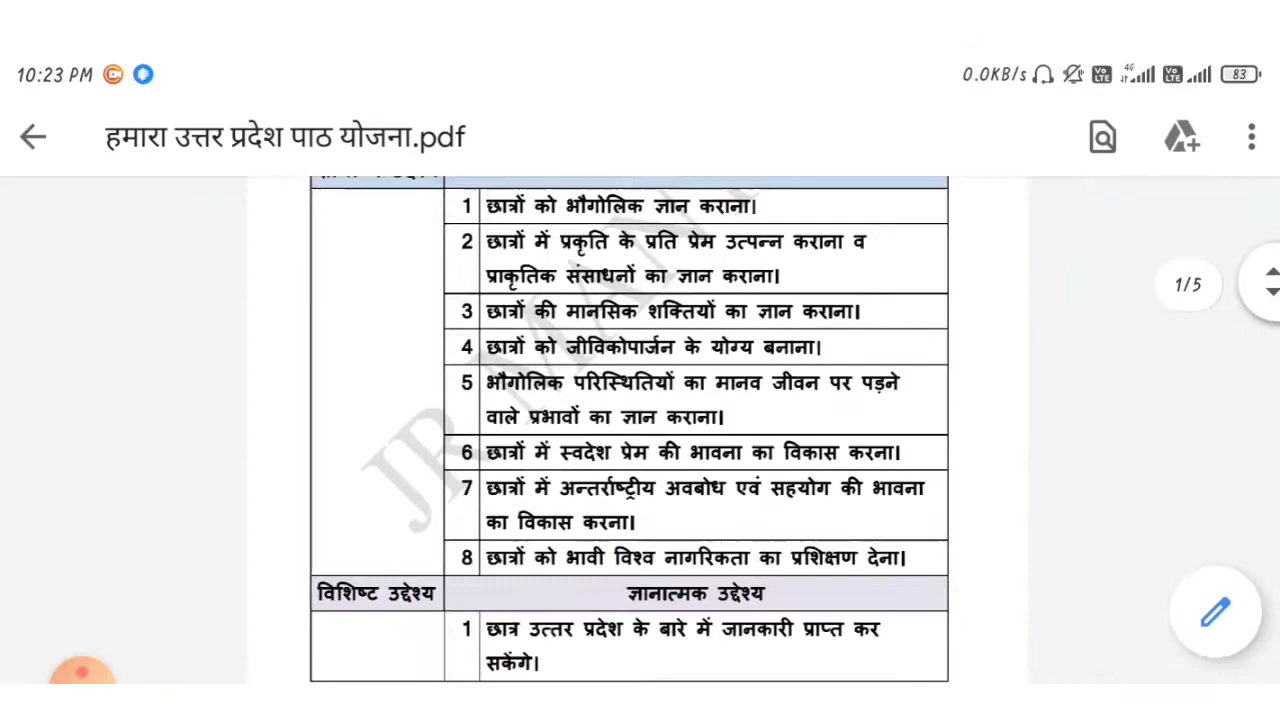 10:23 PM
0.0KB/s
4G
83
हमारा उत्तर प्रदेश पाठ योजना.pdf
1 छात्रों को भौगोलिक ज्ञान कराना।
2 छात्रों में प्रकृति के प्रति प्रेम उत्पन्न कराना व
प्राकृतिक संसाधनों का ज्ञान कराना।
3 छात्रों की मानसिक शक्तियों का ज्ञान कराना।
4 छात्रों को जीविकोपार्जन के योग्य बनाना।
5 भौगोलिक परिस्थितियों का मानव जीवन पर पड़ने
वाले प्रभावों का ज्ञान कराना।
6 छात्रों में स्वदेश प्रेम की भावना का विकास करना।
7 छात्रों में अन्तर्राष्ट्रीय अवबोध एवं सहयोग की भावना
का विकास करना।
8 छात्रों को भावी विश्व नागरिकता का प्रशिक्षण देना।
विशिष्ट उद्देश्य ज्ञानात्मक उद्देश्य
1 छात्र उत्तर प्रदेश के बारे में जानकारी प्राप्त कर
सकेंगे।
1/5
JR MAN